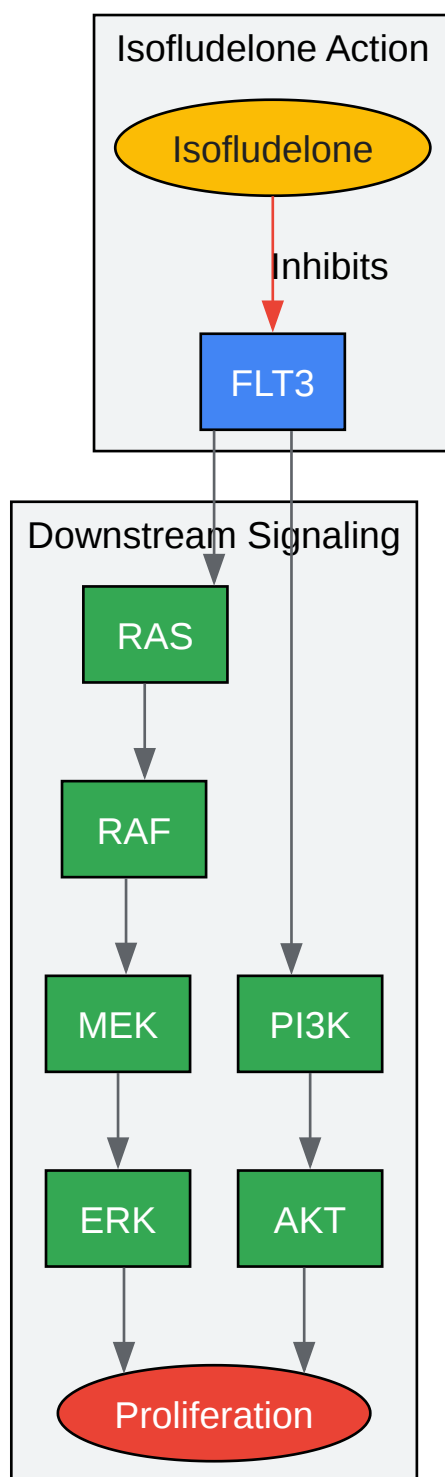 Isofludelone Action
Isofludelone
Inhibits
FLT3
Downstream Signaling
RAS
RAF
MEK
PI3K
ERK
AKT
Proliferation